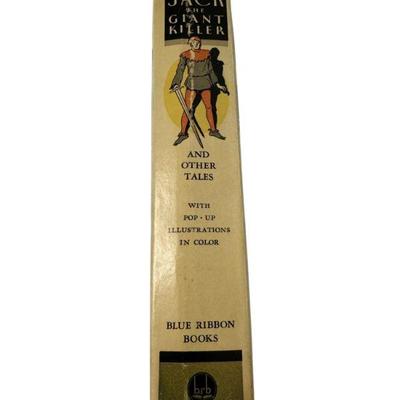 JACK
THE
GIANT
KILLER
AND
OTHER
TALES
WITH
POP·UP
ILLUSTRATIONS
IN COLOR
BLUE RIBBON
BOOKS
brb